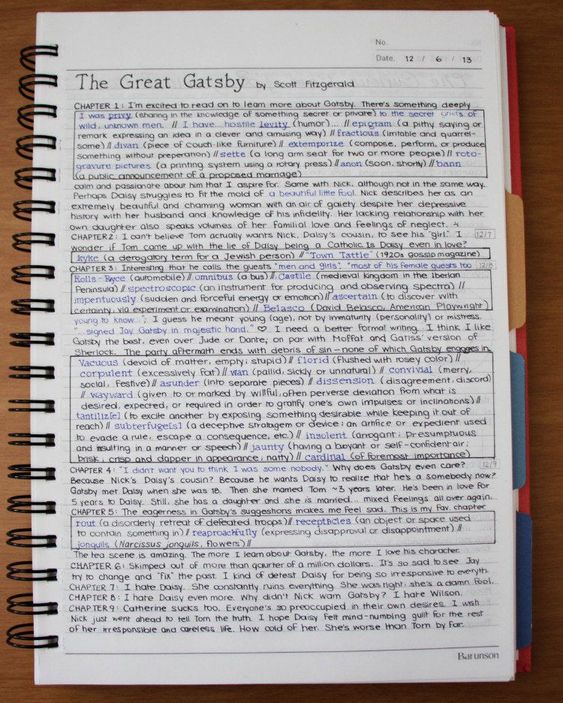 No.
Date. 12 / 6 / 13
The Great Gatsby by Scott Fitzgerald
CHAPTER 1: I'm excited to read on to learn more about Gatsby. There's something deeply
I was privy (sharing in the knowledge of something secret or private) to the secret griefs of
wild, unknown men. // I have... hostile levity (humor)... // epigram (a pithy saying or
remark expressing an idea in a clever and amusing way) // fractious (irritable and quarrel-
some) // divan (piece of couch-like furniture) // extemporize (compose, perform, or produce
something without preperation) // settee (a long seat for two or more people) // roto-
gravure pictures (a printing system using a rotary press) // anon (soon, shortly) // bann
(a public announcement of a proposed marriage)
calm and passionate about him that I aspire for. Same with Nick, although not in the same way.
Perhaps Daisy struggles to fit the mold of a beautiful little fool. Nick describes her as an
extremely beautiful and charming woman with an air of gaiety despite her depressive
history with her husband and knowledge of his infidelity. Her lacking relationship with her
own daughter also speaks volumes of her familial love and feelings of neglect.
CHAPTER 2: I can't believe Tom actually wants Nick, Daisy's cousin, to see his "girl." I 12/7
wonder if Tom came up with the lie of Daisy being a Catholic. Is Daisy even in love?
kyke (a derogatory term for a Jewish person) // "Town Tattle" (1920s gossip magazine)
CHAPTER 3: Interesting that he calls the guests "men and girls"; "most of his female guests too 12/8
Rolls-Royce (automobile) // omnibus (a bus) // Castile (medieval kingdom in the Iberian
Peninsula) // spectroscopic (an instrument for producing and observing spectra) //
impentuously (sudden and forceful energy or emotion) // ascertain (to discover with
certainty, via experiment or examination) // Belasco (David Belasco, American Playwright)
young to know..." I guess he meant young (age), not by immaturity (personality) or mistress.
"...signed Jay Gatsby in majestic hand." ♡ I need a better formal writing. I think I like
Gatsby the best, even over Jude or Dante; on par with Moffat and Gatiss' version of
Sherlock. The party aftermath ends with debris of sin - none of which Gatsby engages in.
Vacuous (devoid of matter, empty; stupid) // florid (flushed with rosey color) //
corpulent (excessively fat) // wan (pallid, sickly or unnatural) // convivial (merry,
social, festive) // asunder (into separate pieces) // dissension (disagreement; discord)
// wayward (given to or marked by willful, often perverse deviation from what is
desired, expected, or required in order to gratify one's own impulses or inclinations) //
tantiliz[e] (to excite another by exposing something desirable while keeping it out of
reach) // subterfuge[s] (a deceptive stratagem or device; an artifice or expedient used
to evade a rule, escape a consequence, etc.) // insolent (arrogant; presumptuous
and insulting in a manner or speech) // jaunty (having a buoyant or self-confident air;
brisk; crisp and dapper in appearance; natty) // cardinal (of foremost importance)
CHAPTER 4: "I didn't want you to think I was some nobody." Why does Gatsby even care? 12/9
Because Nick's Daisy's cousin? Because he wants Daisy to realize that he's a somebody now?
Gatsby met Daisy when she was 18. Then she married Tom ~3 years later. He's been in love for
5 years to Daisy. Still, she has a daughter and she is married... mixed feelings all over again.
CHAPTER 5: The eagerness in Gatsby's suggestions make me feel sad. This is my fav. chapter
rout (a disorderly retreat of defeated troops) // receptacles (an object or space used
to contain something in) // reaproachfully (expressing disapproval or disappointment) //
jonquils (Narcissus jonquils, flowers) //
The tea scene is amazing. The more I learn about Gatsby, the more I love his character.
CHAPTER 6: Skimped out of more than quarter of a million dollars. It's so sad to see Jay
try to change and "fix" the past. I kind of detest Daisy for being so irresponsive to everyth.
CHAPTER 7: I hate Daisy. She constantly ruins everything. She was right; she's a damn fool.
CHAPTER 8: I hate Daisy even more. Why didn't Nick warn Gatsby? I hate Wilson.
CHAPTER 9: Catherine sucks too. Everyone's so preoccupied in their own desires. I wish
Nick just went ahead to tell Tom the truth. I hope Daisy felt mind-numbing guilt for the rest
of her irresponsible and careless life. How cold of her. She's worse than Tom by far.
Barunson